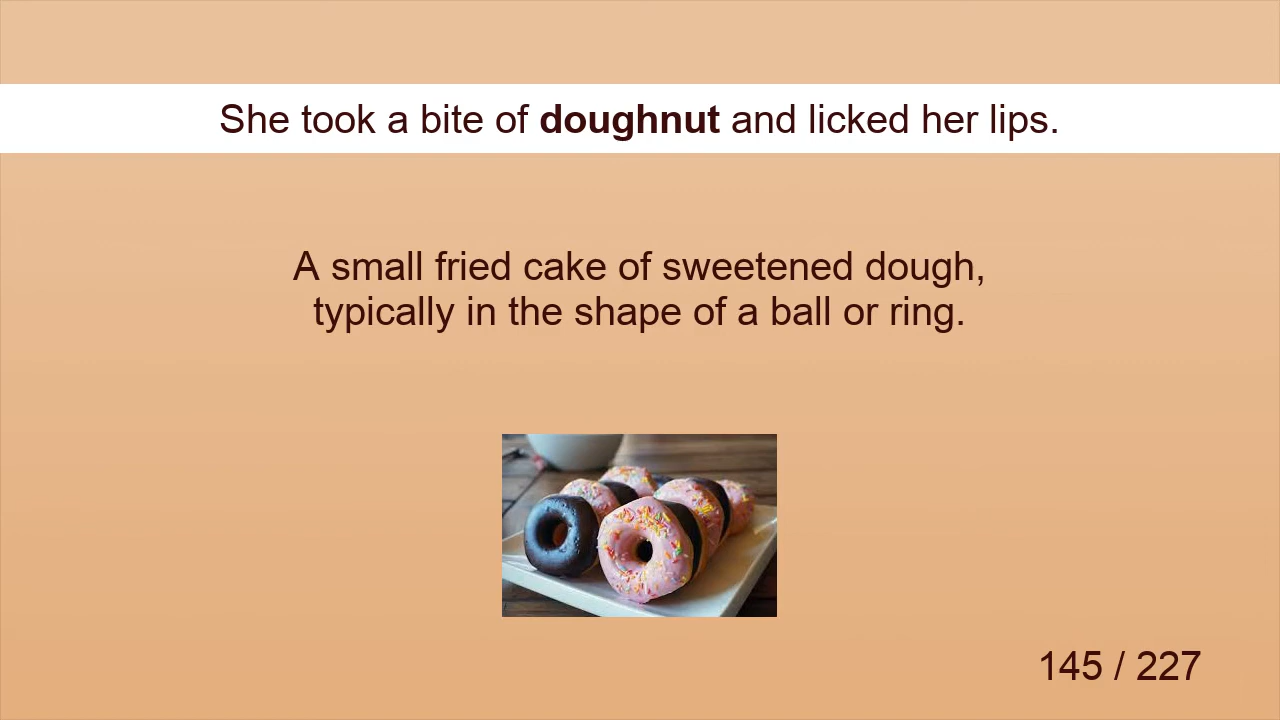 She took a bite of doughnut and licked her lips.
A small fried cake of sweetened dough,
typically in the shape of a ball or ring.
145 / 227